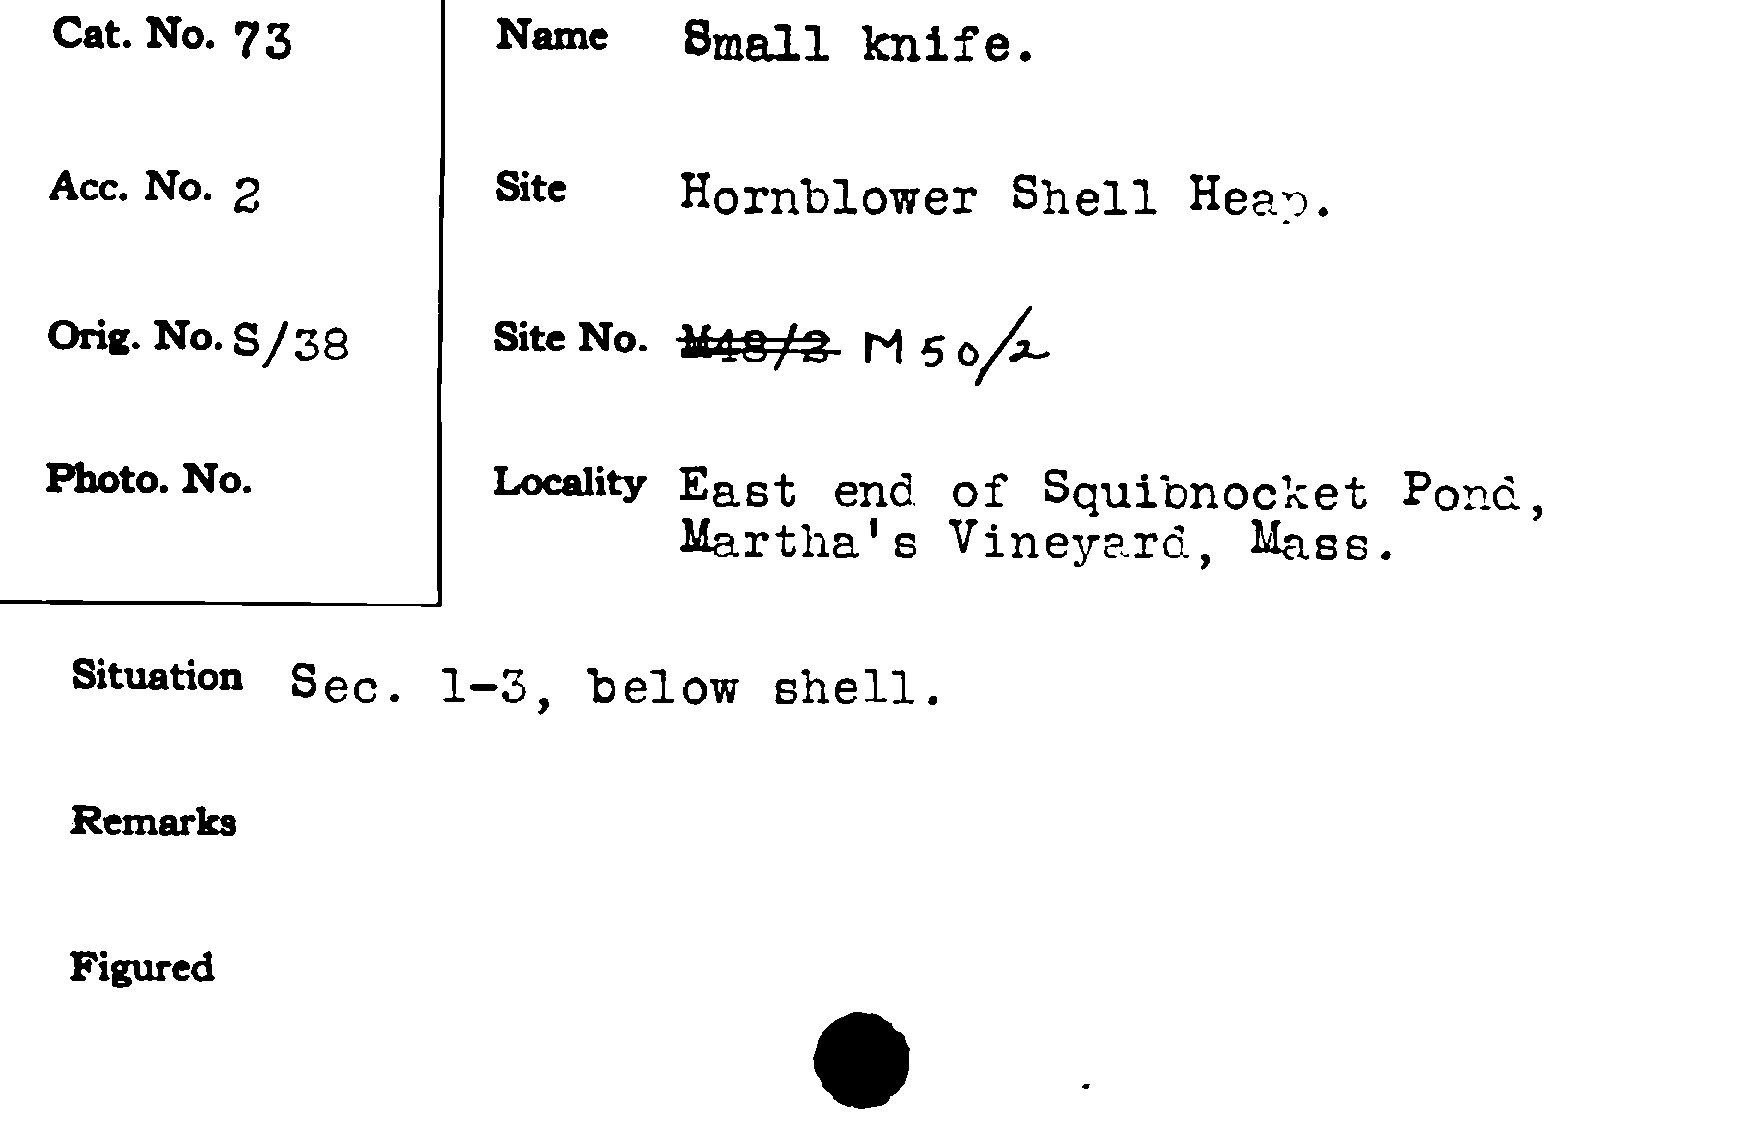 Cat. No. 73
Name Small knife.
Acc. No. 2
Site Hornblower Shell Heap.
Orig. No. S/38
Site No. M48/2 M50/2
Photo. No.
Locality East end of Squibnocket Pond,
Martha's Vineyard, Mass.
Situation Sec. 1-3, below shell.
Remarks
Figured